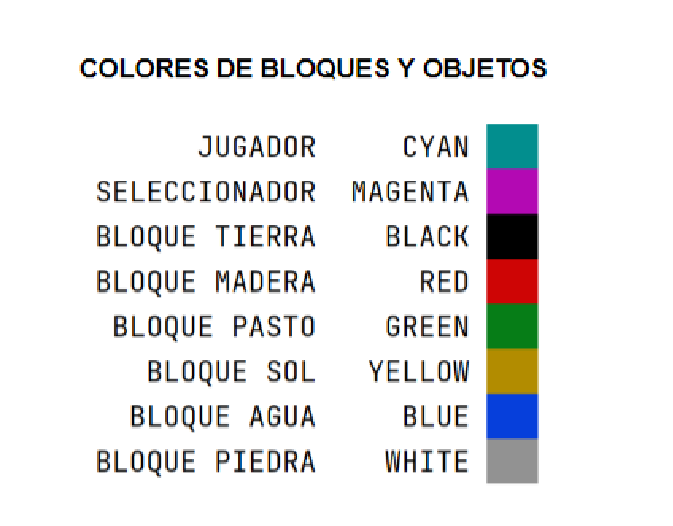 COLORES DE BLOQUES Y OBJETOS
JUGADOR CYAN
SELECCIONADOR MAGENTA
BLOQUE TIERRA BLACK
BLOQUE MADERA RED
BLOQUE PASTO GREEN
BLOQUE SOL YELLOW
BLOQUE AGUA BLUE
BLOQUE PIEDRA WHITE